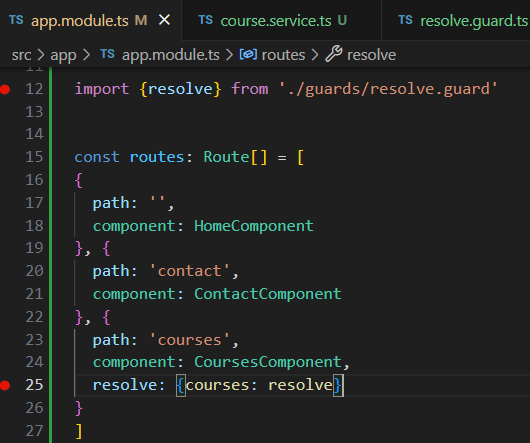 TS app.module.ts M ×
TS course.service.ts U
TS resolve.guard.ts
src > app > TS app.module.ts > routes > resolve
11
12 import {resolve} from './guards/resolve.guard'
13
14
15 const routes: Route[] = [
16 {
17 path: '',
18 component: HomeComponent
19 }, {
20 path: 'contact',
21 component: ContactComponent
22 }, {
23 path: 'courses',
24 component: CoursesComponent,
25 resolve: {courses: resolve}
26 }
27 ]